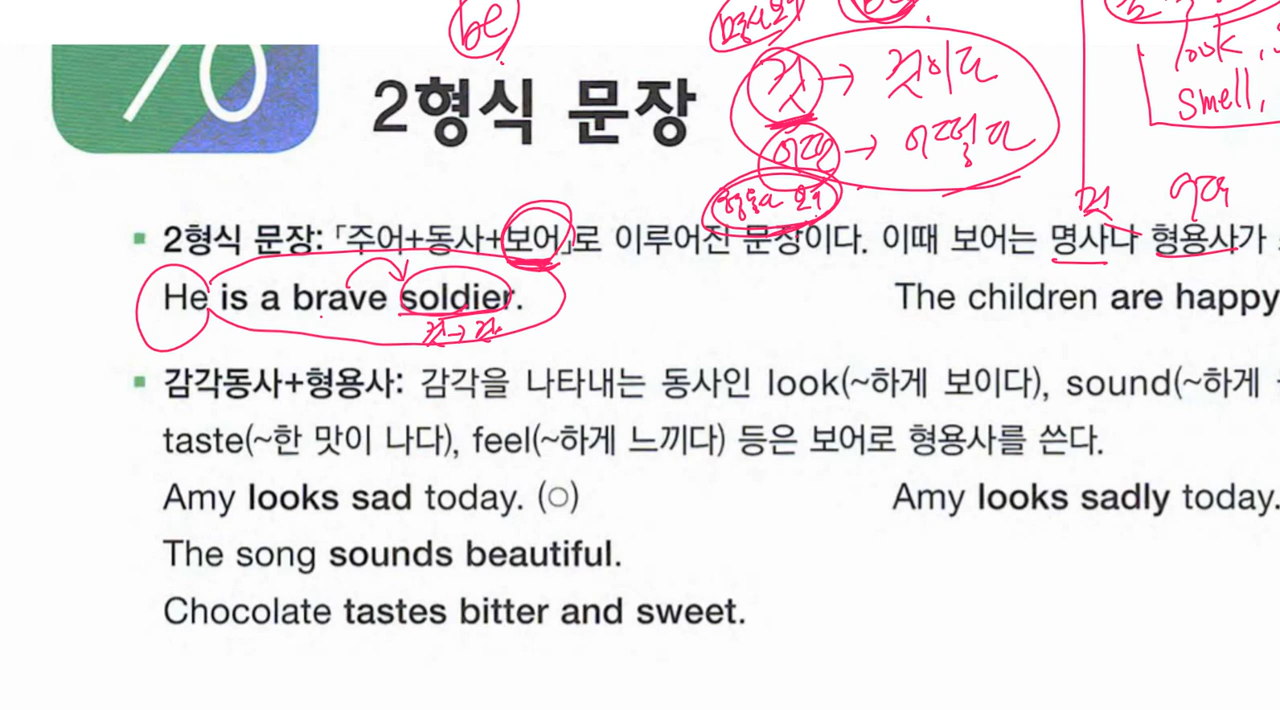 be
be
look,
smell,
것 → 것이다
어떤 → 어떻다
형용사 보어
70
2형식 문장
것
어떤
2형식 문장: 「주어+동사+보어」로 이루어진 문장이다. 이때 보어는 명사나 형용사가
He is a brave soldier.
The children are happy
감각동사+형용사: 감각을 나타내는 동사인 look(~하게 보이다), sound(~하게
taste(~한 맛이 나다), feel(~하게 느끼다) 등은 보어로 형용사를 쓴다.
Amy looks sad today. (○)
Amy looks sadly today.
The song sounds beautiful.
Chocolate tastes bitter and sweet.